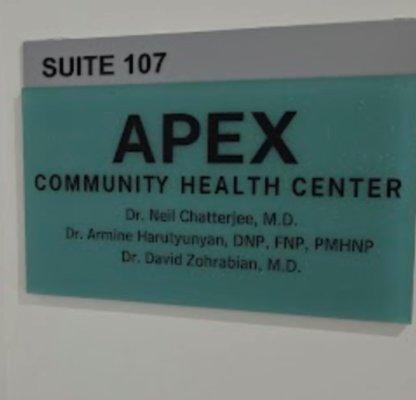 SUITE 107
APEX
COMMUNITY HEALTH CENTER
Dr. Neil Chatterjee, M.D.
Dr. Armine Harutyunyan, DNP, FNP, PMHNP
Dr. David Zohrabian, M.D.